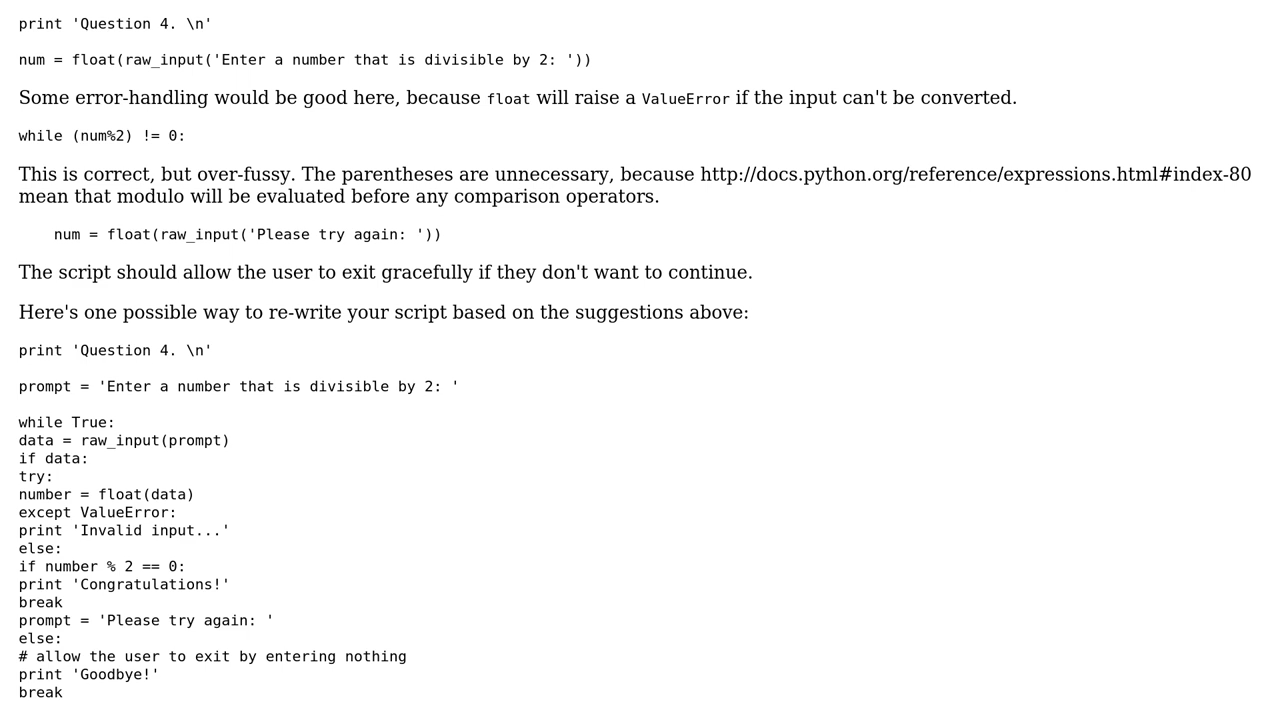 print 'Question 4. \n'
num = float(raw_input('Enter a number that is divisible by 2: '))
Some error-handling would be good here, because float will raise a ValueError if the input can't be converted.
while (num%2) != 0:
This is correct, but over-fussy. The parentheses are unnecessary, because http://docs.python.org/reference/expressions.html#index-80
mean that modulo will be evaluated before any comparison operators.
    num = float(raw_input('Please try again: '))
The script should allow the user to exit gracefully if they don't want to continue.
Here's one possible way to re-write your script based on the suggestions above:
print 'Question 4. \n'
prompt = 'Enter a number that is divisible by 2: '
while True:
data = raw_input(prompt)
if data:
try:
number = float(data)
except ValueError:
print 'Invalid input...'
else:
if number % 2 == 0:
print 'Congratulations!'
break
prompt = 'Please try again: '
else:
# allow the user to exit by entering nothing
print 'Goodbye!'
break